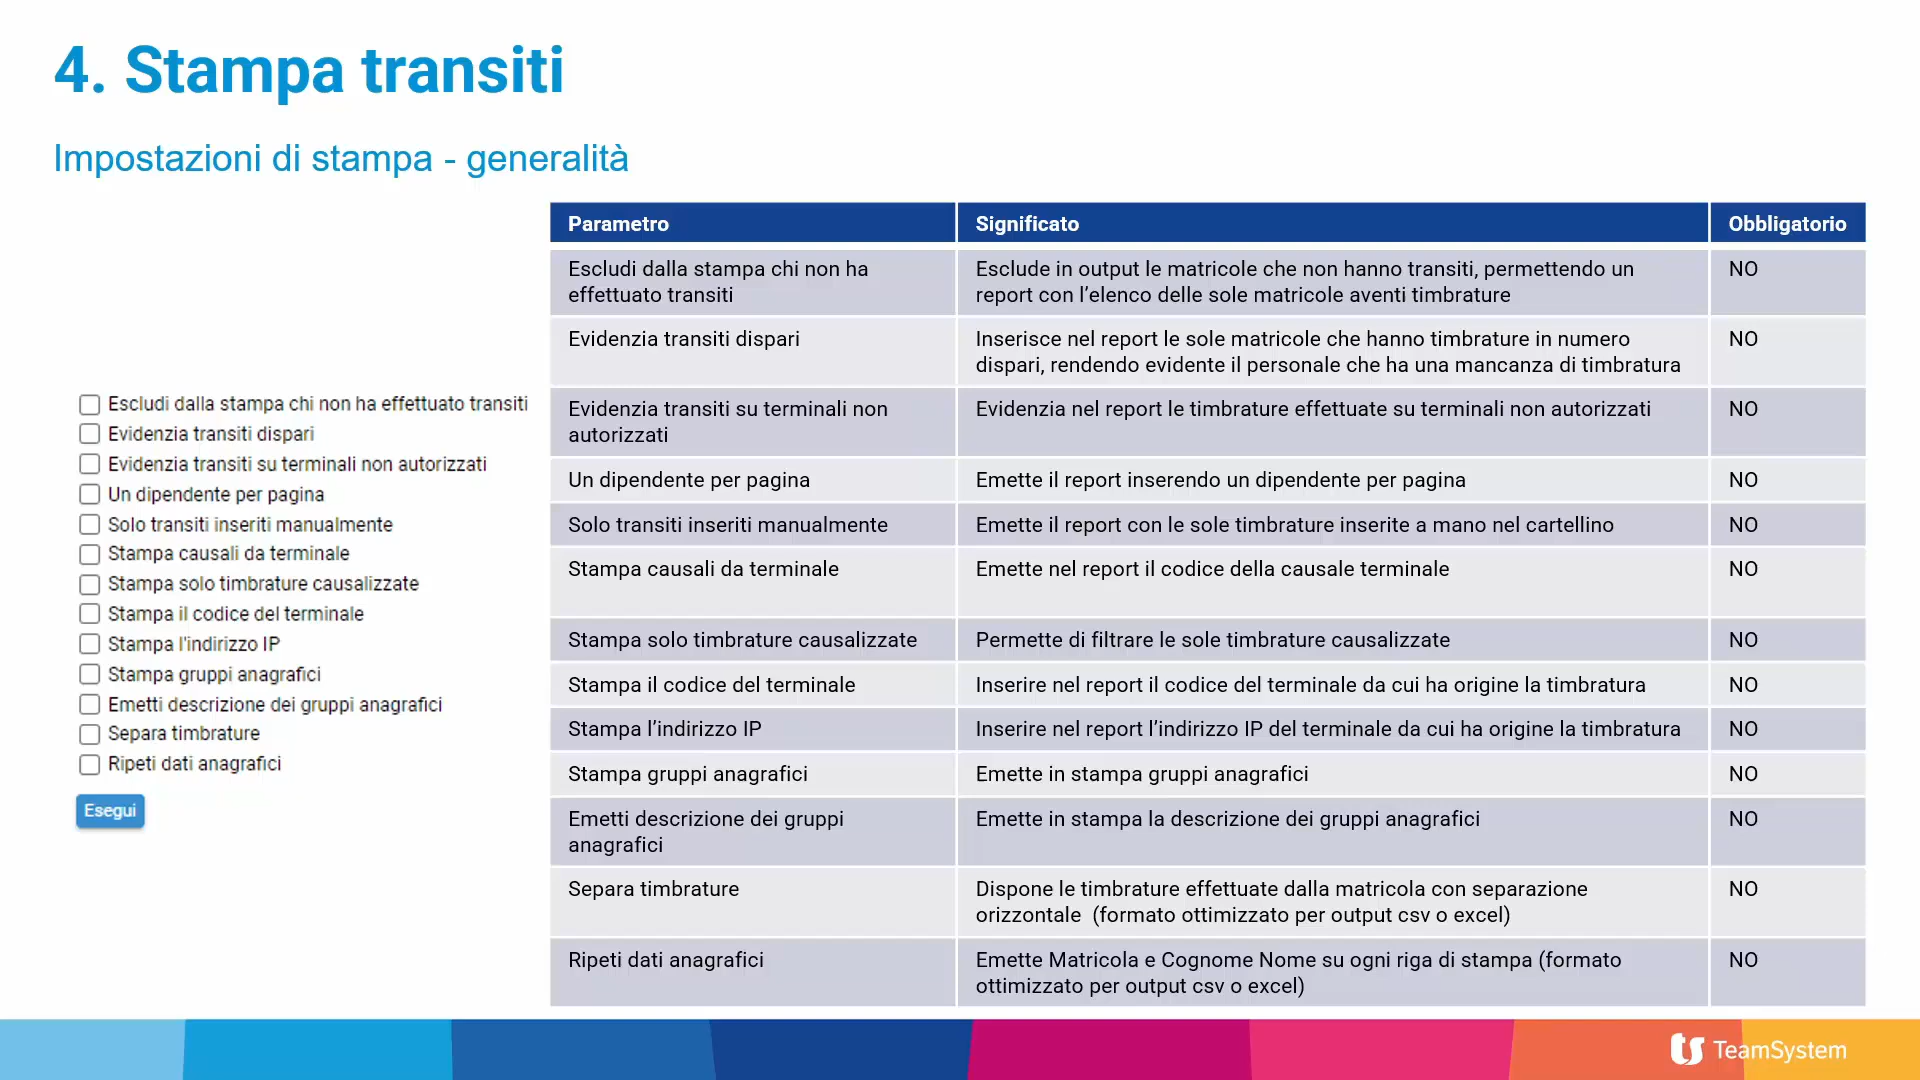 4. Stampa transiti
Impostazioni di stampa - generalità
Escludi dalla stampa chi non ha effettuato transiti
Evidenzia transiti dispari
Evidenzia transiti su terminali non autorizzati
Un dipendente per pagina
Solo transiti inseriti manualmente
Stampa causali da terminale
Stampa solo timbrature causalizzate
Stampa il codice del terminale
Stampa l'indirizzo IP
Stampa gruppi anagrafici
Emetti descrizione dei gruppi anagrafici
Separa timbrature
Ripeti dati anagrafici
Esegui
Parametro Significato Obbligatorio
Escludi dalla stampa chi non ha
effettuato transiti
Esclude in output le matricole che non hanno transiti, permettendo un
report con l’elenco delle sole matricole aventi timbrature
NO
Evidenzia transiti dispari
Inserisce nel report le sole matricole che hanno timbrature in numero
dispari, rendendo evidente il personale che ha una mancanza di timbratura
NO
Evidenzia transiti su terminali non
autorizzati
Evidenzia nel report le timbrature effettuate su terminali non autorizzati
NO
Un dipendente per pagina Emette il report inserendo un dipendente per pagina NO
Solo transiti inseriti manualmente Emette il report con le sole timbrature inserite a mano nel cartellino NO
Stampa causali da terminale Emette nel report il codice della causale terminale NO
Stampa solo timbrature causalizzate Permette di filtrare le sole timbrature causalizzate NO
Stampa il codice del terminale Inserire nel report il codice del terminale da cui ha origine la timbratura NO
Stampa l’indirizzo IP Inserire nel report l’indirizzo IP del terminale da cui ha origine la timbratura NO
Stampa gruppi anagrafici Emette in stampa gruppi anagrafici NO
Emetti descrizione dei gruppi
anagrafici
Emette in stampa la descrizione dei gruppi anagrafici
NO
Separa timbrature
Dispone le timbrature effettuate dalla matricola con separazione
orizzontale (formato ottimizzato per output csv o excel)
NO
Ripeti dati anagrafici
Emette Matricola e Cognome Nome su ogni riga di stampa (formato
ottimizzato per output csv o excel)
NO
TeamSystem